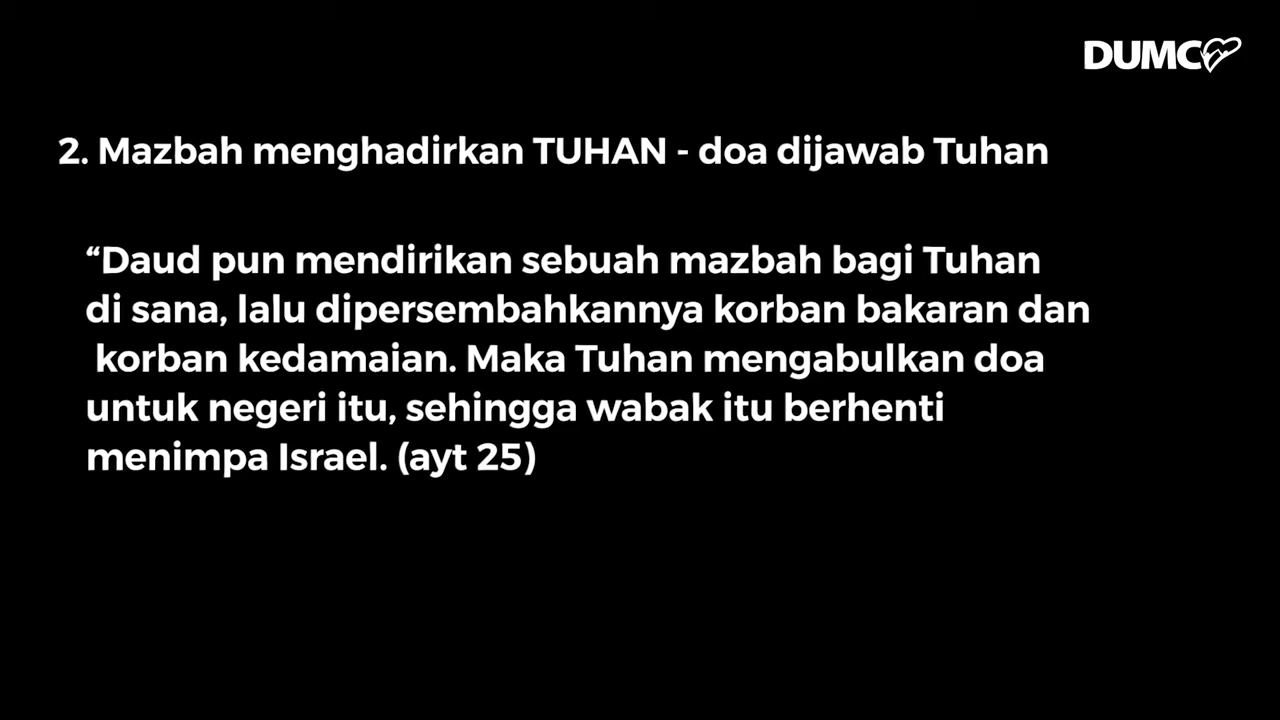 DUMC
2. Mazbah menghadirkan TUHAN - doa dijawab Tuhan
“Daud pun mendirikan sebuah mazbah bagi Tuhan
di sana, lalu dipersembahkannya korban bakaran dan
korban kedamaian. Maka Tuhan mengabulkan doa
untuk negeri itu, sehingga wabak itu berhenti
menimpa Israel. (ayt 25)